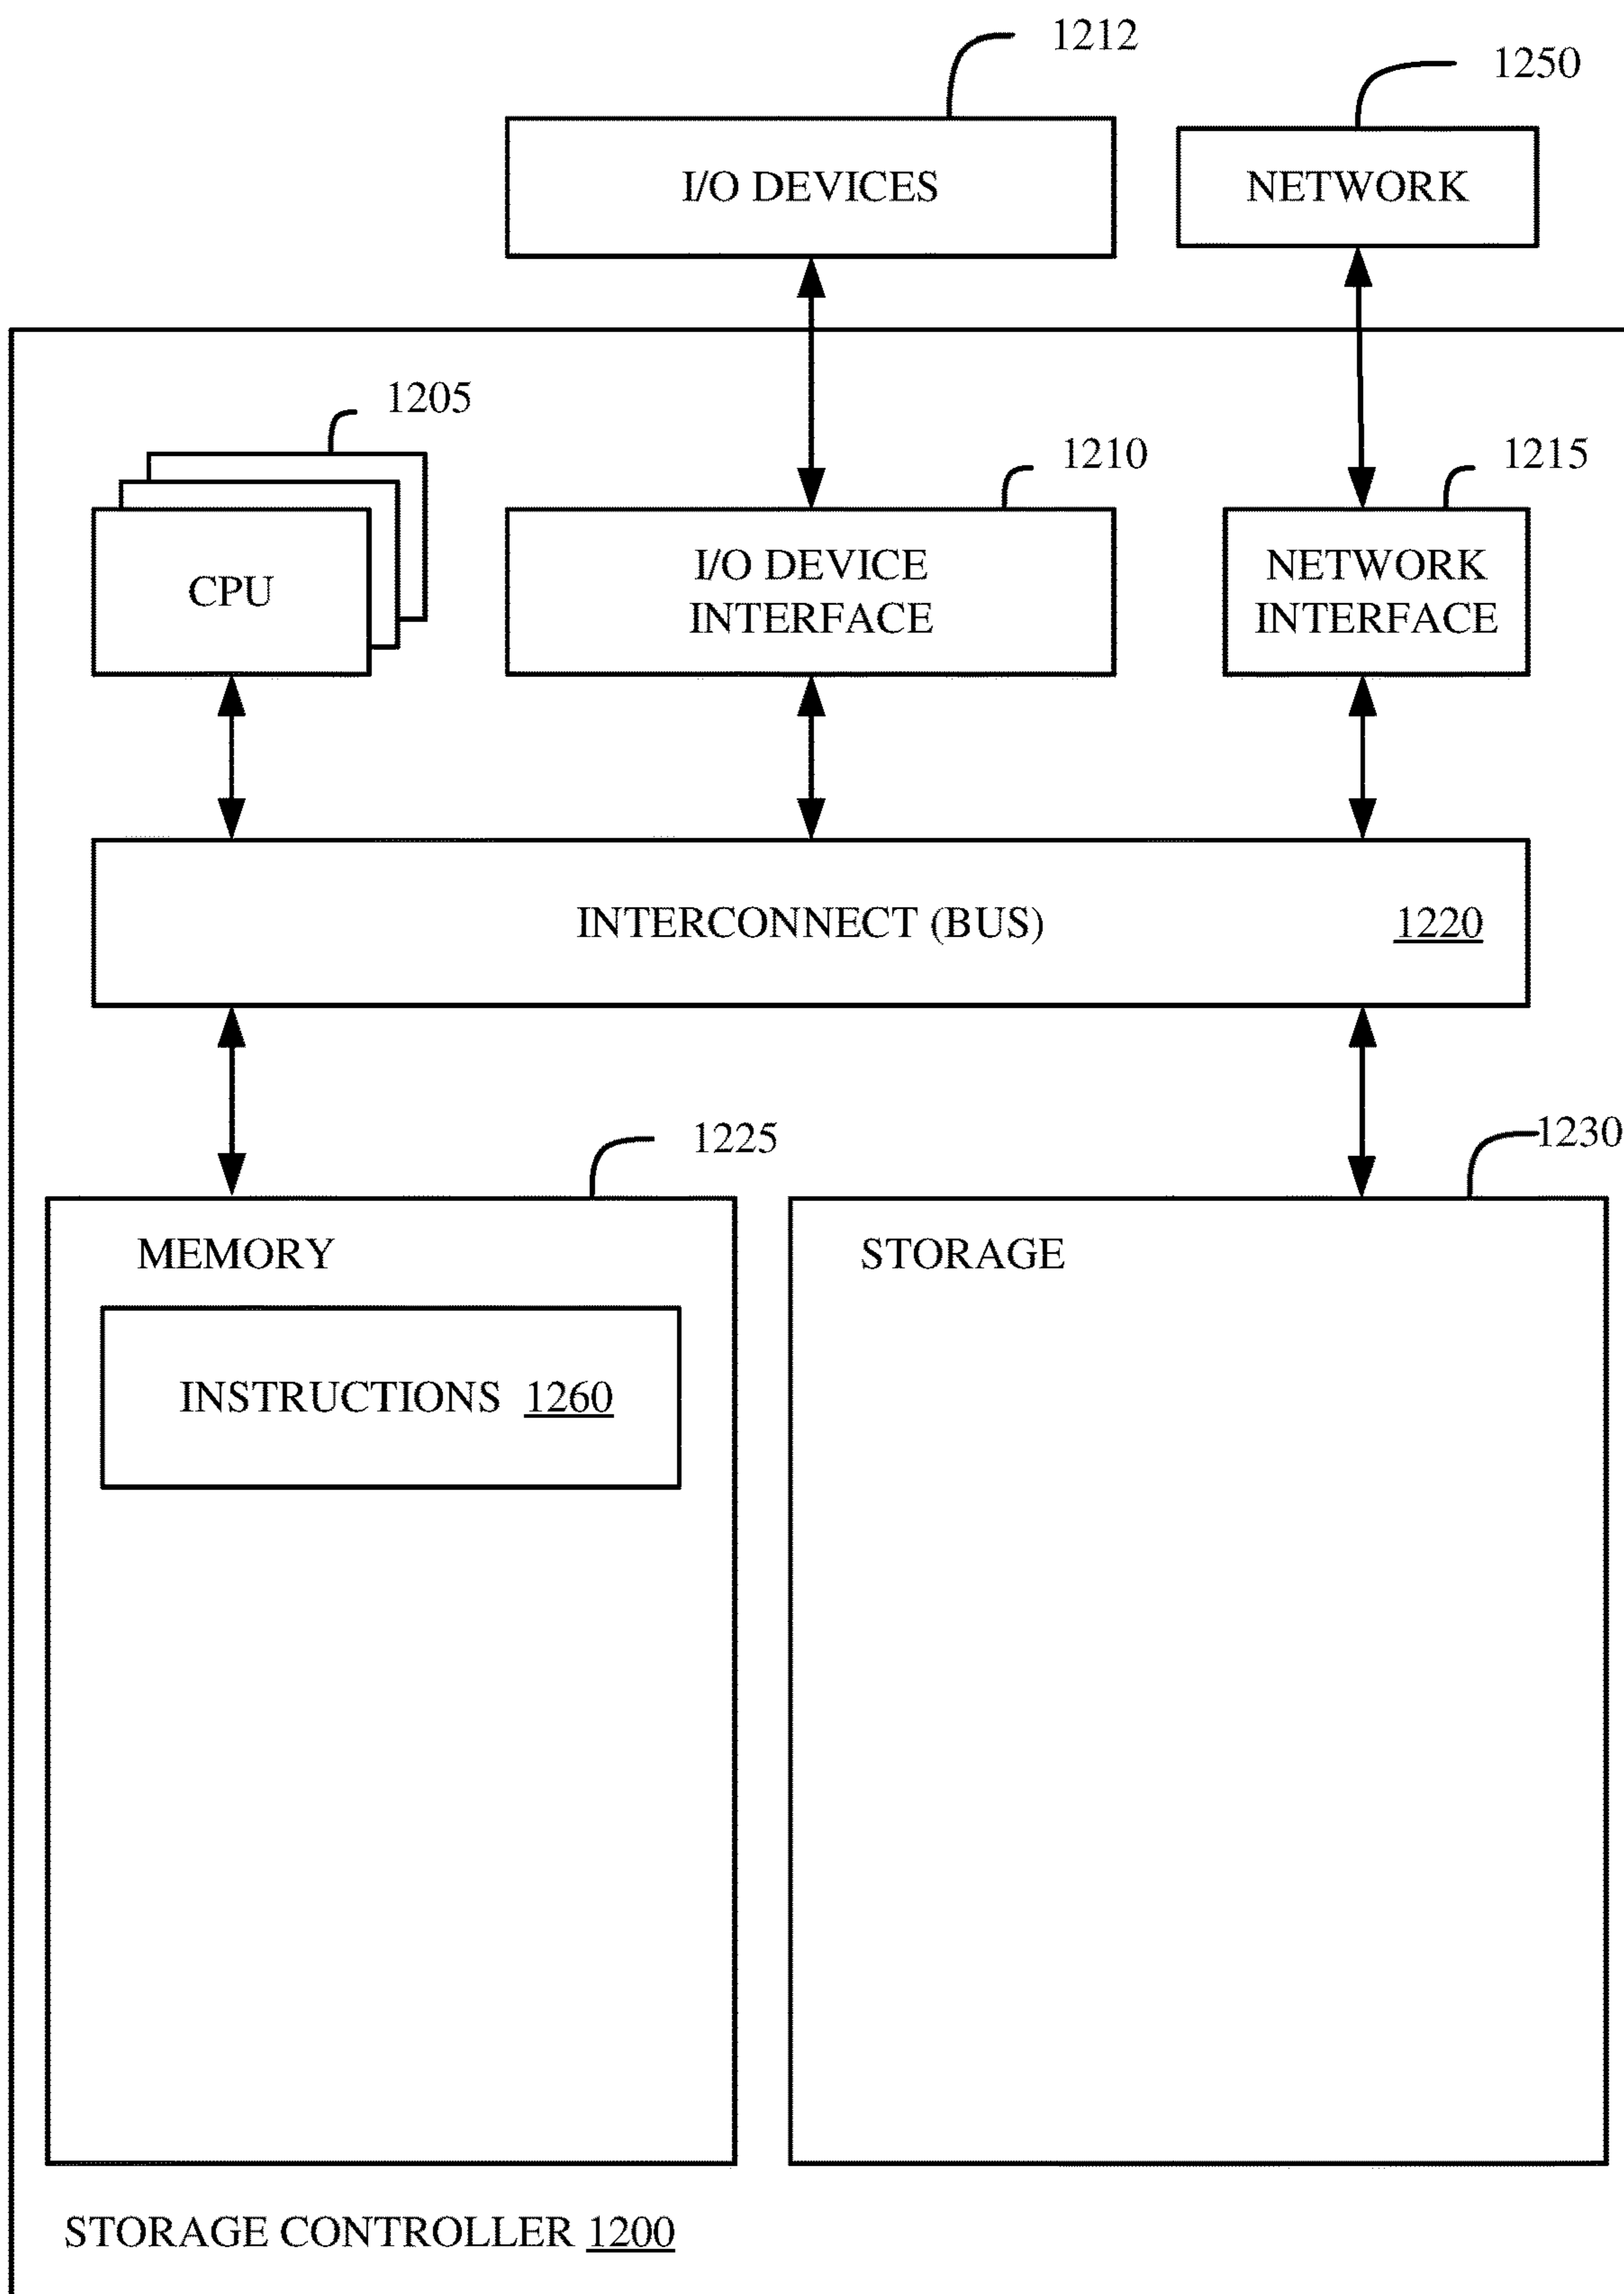 1212
1250
I/O DEVICES
NETWORK
1205
1210
1215
CPU
I/O DEVICE
INTERFACE
NETWORK
INTERFACE
INTERCONNECT (BUS) 1220
1225
1230
MEMORY
STORAGE
INSTRUCTIONS 1260
STORAGE CONTROLLER 1200